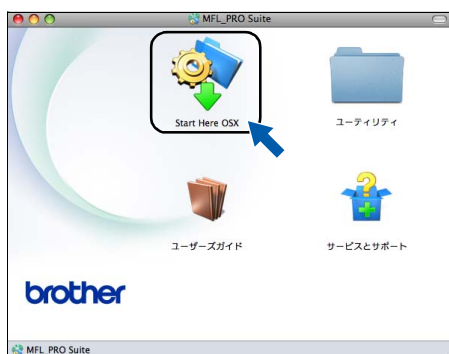 MFL_PRO Suite
Start Here OSX
ユーティリティ
ユーザーズガイド
サービスとサポート
brother
MFL_PRO Suite